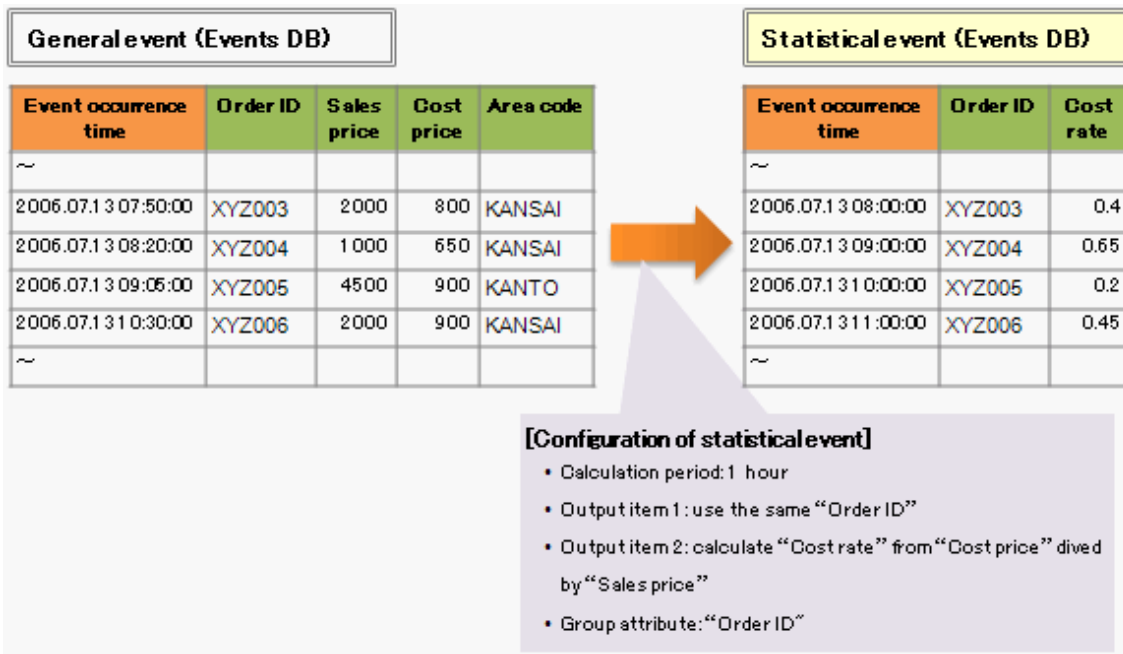 General event (Events DB)
Event occurrence time Order ID Sales price Cost price Area code
～
2006.07.13 07:50:00 XYZ003 2000 800 KANSAI
2006.07.13 08:20:00 XYZ004 1000 650 KANSAI
2006.07.13 09:05:00 XYZ005 4500 900 KANTO
2006.07.13 10:30:00 XYZ006 2000 900 KANSAI
～
Statistical event (Events DB)
Event occurrence time Order ID Cost rate
～
2006.07.13 08:00:00 XYZ003 0.4
2006.07.13 09:00:00 XYZ004 0.65
2006.07.13 10:00:00 XYZ005 0.2
2006.07.13 11:00:00 XYZ006 0.45
～
[Configuration of statistical event]
• Calculation period: 1 hour
• Output item 1: use the same “Order ID”
• Output item 2: calculate “Cost rate” from “Cost price” dived
by “Sales price”
• Group attribute: “Order ID”